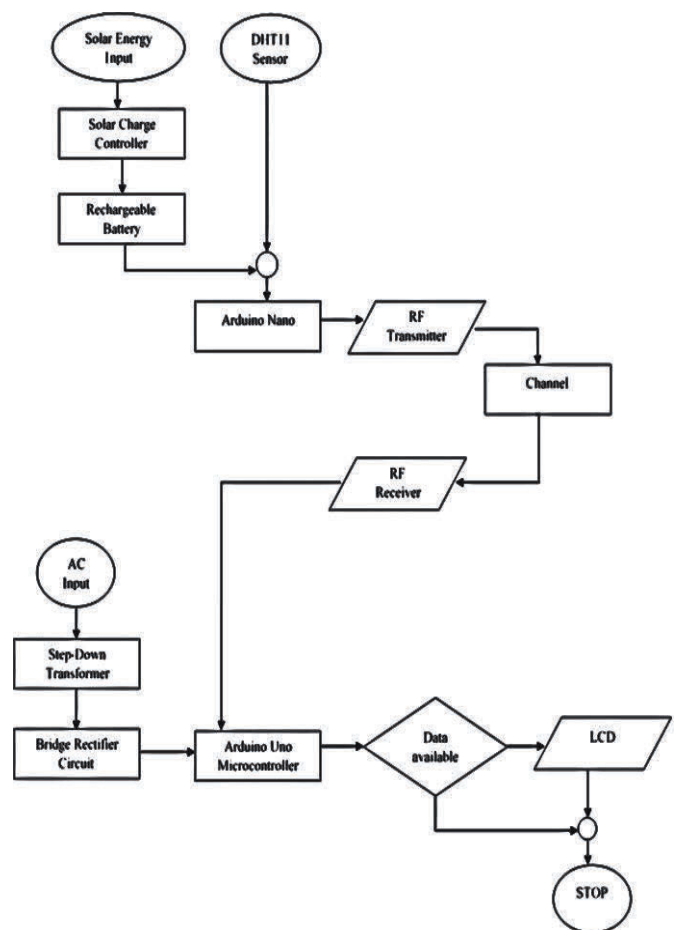 Solar Energy
Input
DHT11
Sensor
Solar Charge
Controller
Rechargeable
Battery
Arduino Nano
RF
Transmitter
Channel
RF
Receiver
AC
Input
Step-Down
Transformer
Bridge Rectifier
Circuit
Arduino Uno
Microcontroller
Data
available
LCD
STOP